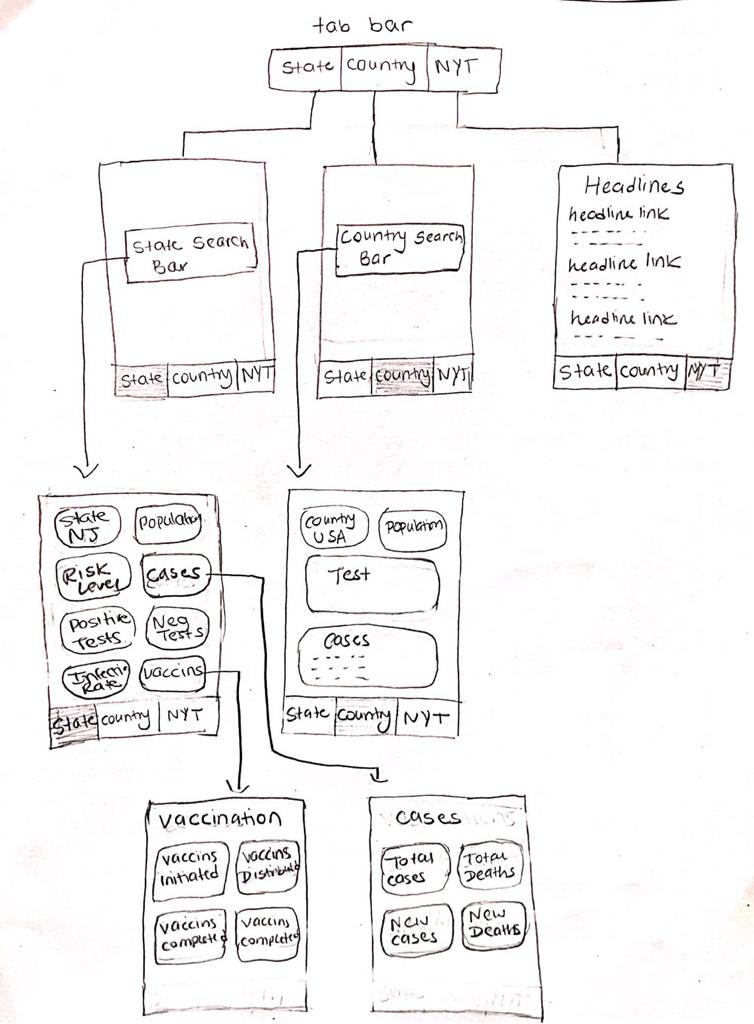 tab bar
State Country NYT
State Search
Bar
State Country NYT
Country Search
Bar
State Country NYT
Headlines
headline link
headline link
headline link
State Country NYT
State
NJ
Population
Risk
Level
Cases
Positive
Tests
Neg
Tests
Infection
Rate
vaccins
State Country NYT
Country
USA
Population
Test
Cases
State Country NYT
Vaccination
vaccins
initiated
vaccins
Distributed
vaccins
completed
vaccins
completed
Cases
Total
cases
Total
Deaths
New
cases
New
Deaths